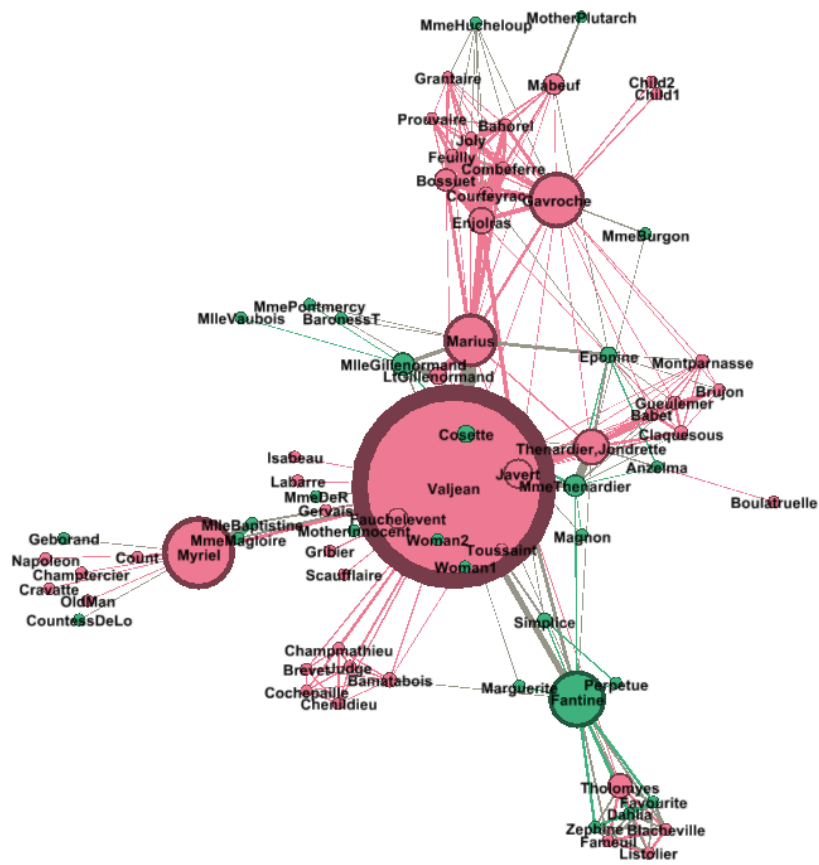 MotherPlutarch
MmeHucheloup
Grantaire
Mabeuf
Child2
Child1
Prouvaire
Bahorel
Joly
Feuilly
Combeferre
Bossuet
Courfeyrac
Gavroche
Enjolras
MmeBurgon
MmePontmercy
MlleVaubois
BaronessT
Marius
MlleGillenormand
LtGillenormand
Eponine
Montparnasse
Brujon
Gueulemer
Babet
Claquesous
Cosette
Thenardier,Jondrette
Isabeau
Anzelma
Labarre
Javert
MmeThenardier
Valjean
MmeDeR
Gervais
Boulatruelle
Fauchelevent
MlleBaptistine
MotherInnocent
Magnon
Geborand
MmeMagloire
Woman2
Myriel
Gribier
Toussaint
Napoleon
Count
Champtercier
Scaufflaire
Woman1
Cravatte
OldMan
CountessDeLo
Simplice
Champmathieu
Brevet
Judge
Bamatabois
Marguerite
Perpetue
Cochepaille
Chenildieu
Fantine
Tholomyes
Favourite
Dahlia
Zephine
Blacheville
Fameuil
Listolier